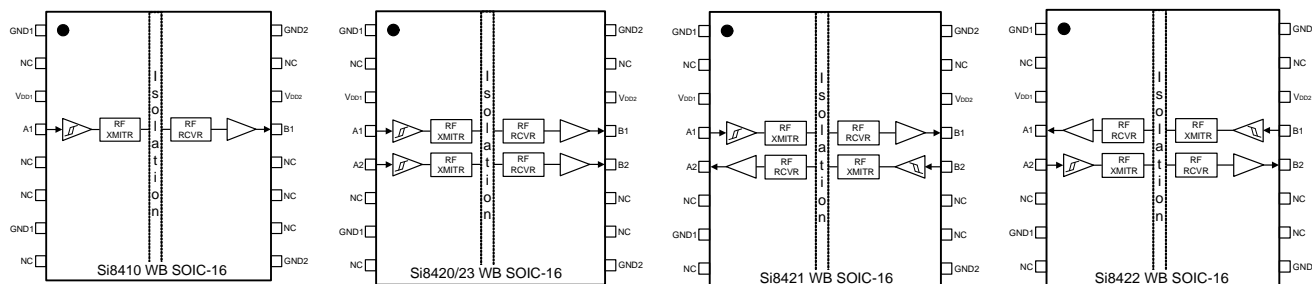 GND1
GND2
NC
NC
VDD1
VDD2
A1
RF
XMITR
RF
RCVR
B1
NC
NC
NC
NC
GND1
NC
NC
GND2
Isolation
Si8410 WB SOIC-16
GND1
GND2
NC
NC
VDD1
VDD2
A1
RF
XMITR
RF
RCVR
B1
A2
RF
XMITR
RF
RCVR
B2
NC
NC
GND1
NC
NC
GND2
Isolation
Si8420/23 WB SOIC-16
GND1
GND2
NC
NC
VDD1
VDD2
A1
RF
XMITR
RF
RCVR
B1
A2
RF
RCVR
RF
XMITR
B2
NC
NC
GND1
NC
NC
GND2
Isolation
Si8421 WB SOIC-16
GND1
GND
NC
NC
VDD1
VDD
A1
RF
RCVR
RF
XMITR
B1
A2
RF
XMITR
RF
RCVR
B2
NC
NC
GND1
NC
NC
GND
Isolation
Si8422 WB SOIC-16